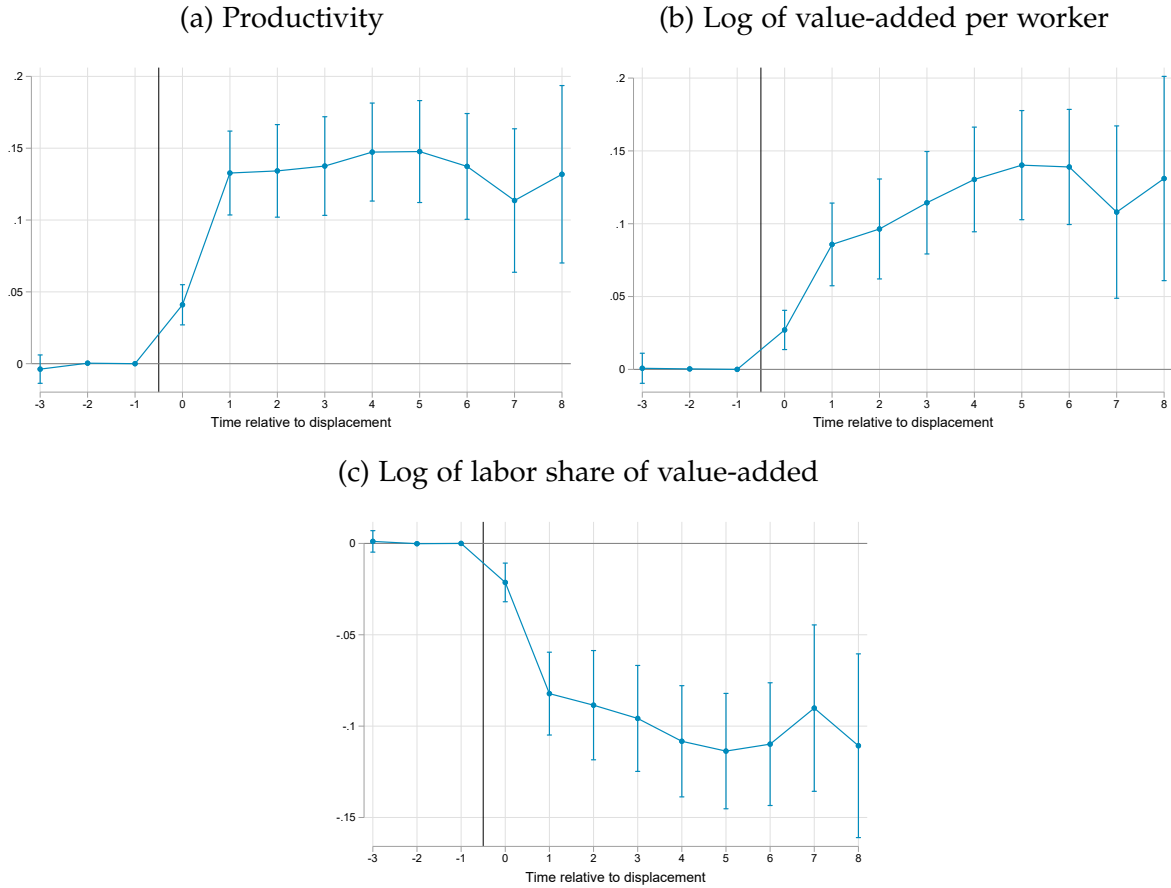 (a) Productivity
.2
.15
.1
.05
0
-3 -2 -1 0 1 2 3 4 5 6 7 8
Time relative to displacement
(b) Log of value-added per worker
.2
.15
.1
.05
0
-3 -2 -1 0 1 2 3 4 5 6 7 8
Time relative to displacement
(c) Log of labor share of value-added
0
-.05
-.1
-.15
-3 -2 -1 0 1 2 3 4 5 6 7 8
Time relative to displacement